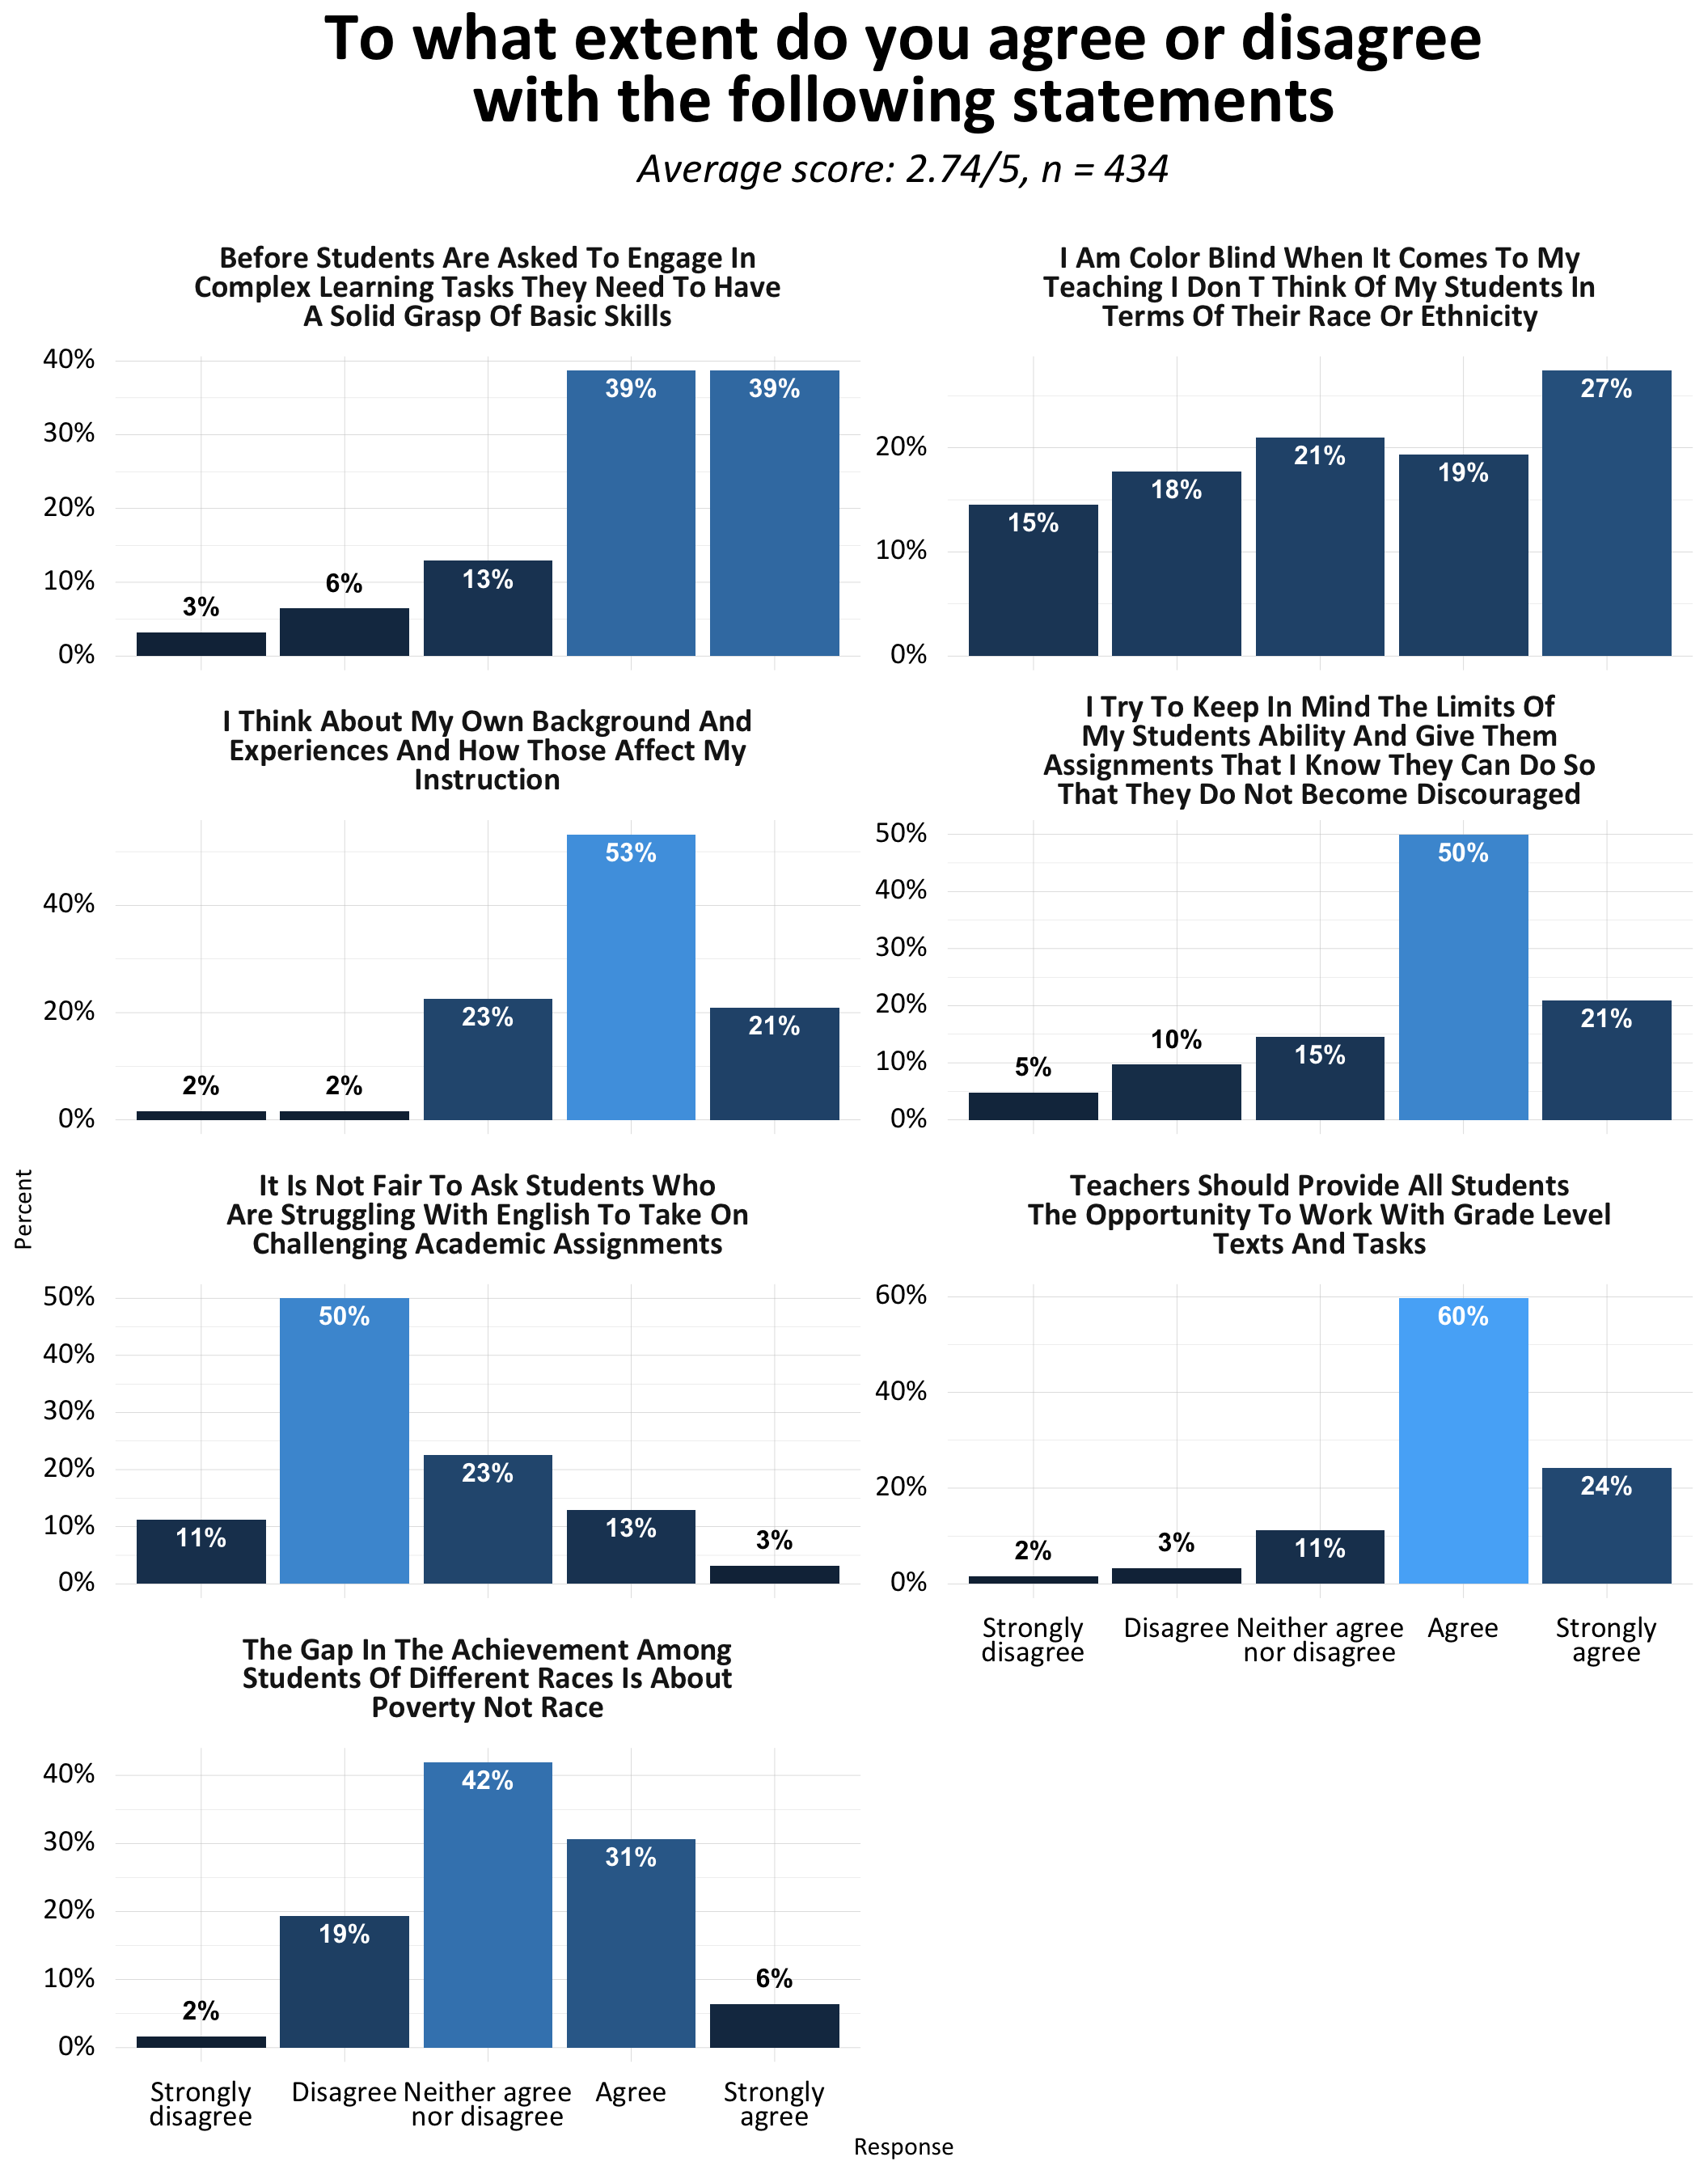 To what extent do you agree or disagree
with the following statements
Average score: 2.74/5, n = 434
Before Students Are Asked To Engage In
Complex Learning Tasks They Need To Have
A Solid Grasp Of Basic Skills
40%
30%
20%
10%
0%
3%
6%
13%
39%
39%
I Am Color Blind When It Comes To My
Teaching I Don T Think Of My Students In
Terms Of Their Race Or Ethnicity
20%
10%
0%
15%
18%
21%
19%
27%
I Think About My Own Background And
Experiences And How Those Affect My
Instruction
40%
20%
0%
2%
2%
23%
53%
21%
I Try To Keep In Mind The Limits Of
My Students Ability And Give Them
Assignments That I Know They Can Do So
That They Do Not Become Discouraged
50%
40%
30%
20%
10%
0%
5%
10%
15%
50%
21%
Percent
It Is Not Fair To Ask Students Who
Are Struggling With English To Take On
Challenging Academic Assignments
50%
40%
30%
20%
10%
0%
11%
50%
23%
13%
3%
Teachers Should Provide All Students
The Opportunity To Work With Grade Level
Texts And Tasks
60%
40%
20%
0%
2%
3%
11%
60%
24%
Strongly
disagree
Disagree
Neither agree
nor disagree
Agree
Strongly
agree
The Gap In The Achievement Among
Students Of Different Races Is About
Poverty Not Race
40%
30%
20%
10%
0%
2%
19%
42%
31%
6%
Strongly
disagree
Disagree
Neither agree
nor disagree
Agree
Strongly
agree
Response